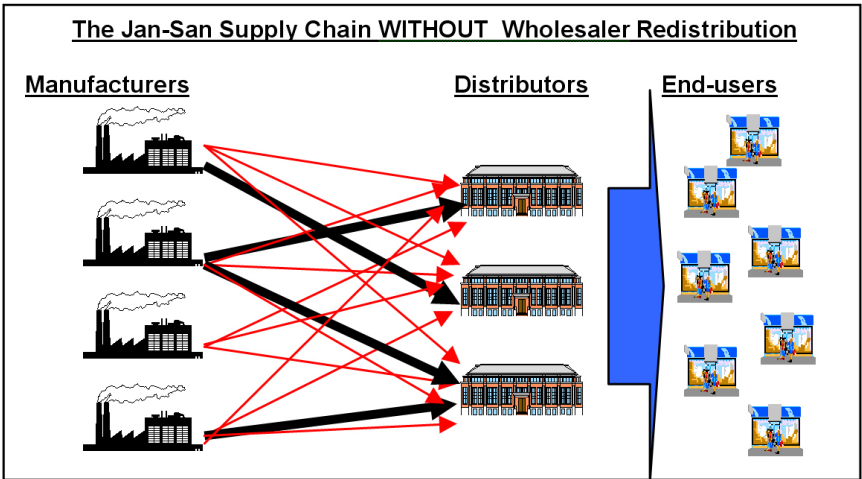 The Jan-San Supply Chain WITHOUT Wholesaler Redistribution
Manufacturers
Distributors
End-users